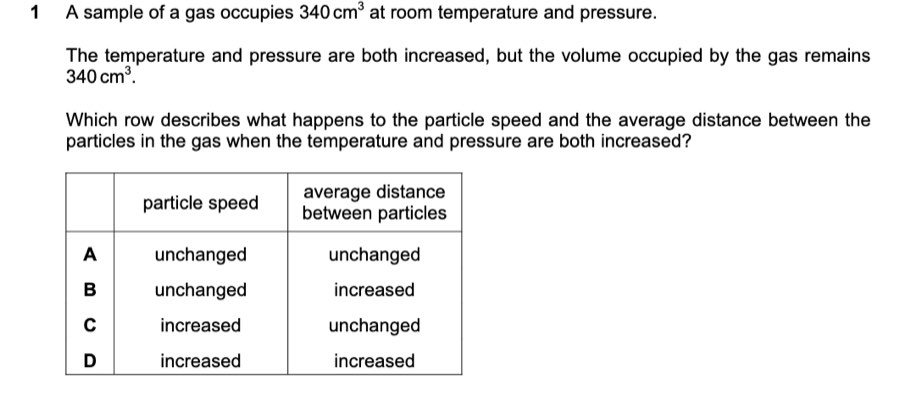 1 A sample of a gas occupies 340 cm³ at room temperature and pressure.
The temperature and pressure are both increased, but the volume occupied by the gas remains
340 cm³.
Which row describes what happens to the particle speed and the average distance between the
particles in the gas when the temperature and pressure are both increased?
particle speed average distance between particles
A unchanged unchanged
B unchanged increased
C increased unchanged
D increased increased